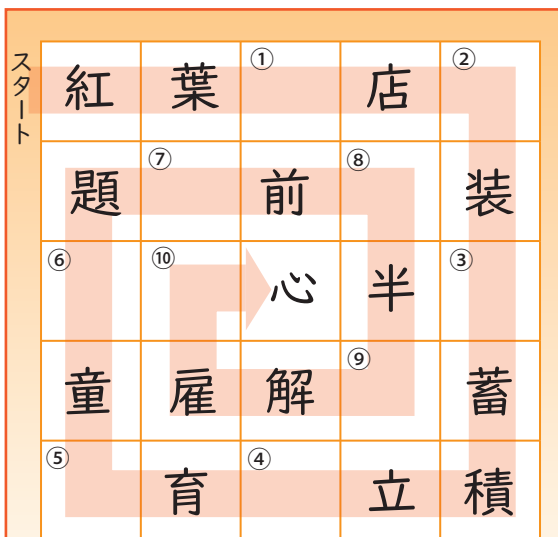 スタート
紅 葉 ① 店 ②
題 ⑦ 前 ⑧ 装
⑥ ⑩ 心 半 ③
童 雇 解 ⑨ 蓄
⑤ 育 ④ 立 積